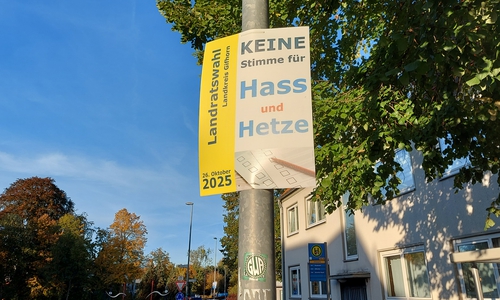 Landratswahl
Landkreis Gifhorn
26. Oktober
2025
KEINE
Stimme für
Hass
und
Hetze